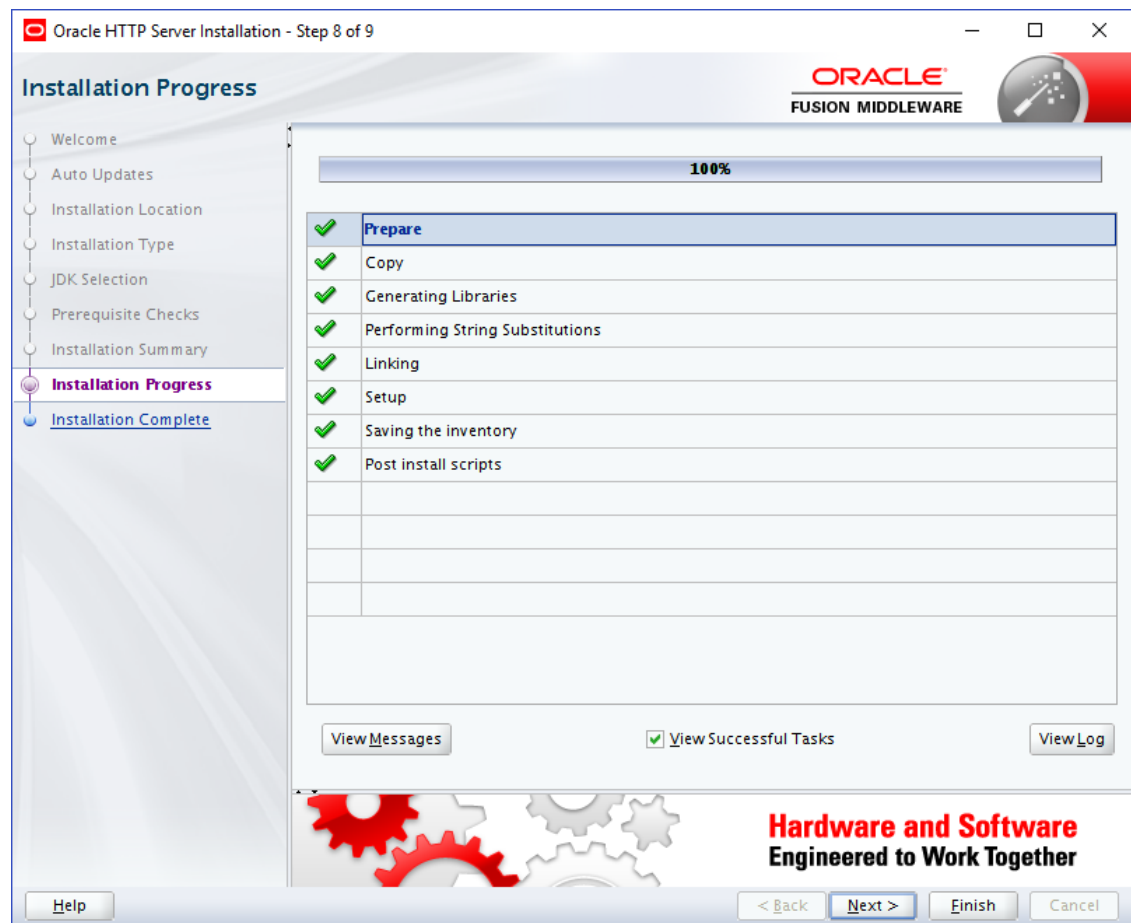 Oracle HTTP Server Installation - Step 8 of 9
Installation Progress
ORACLE
FUSION MIDDLEWARE
Welcome
Auto Updates
Installation Location
Installation Type
JDK Selection
Prerequisite Checks
Installation Summary
Installation Progress
Installation Complete
100%
Prepare
Copy
Generating Libraries
Performing String Substitutions
Linking
Setup
Saving the inventory
Post install scripts
View Messages
View Successful Tasks
View Log
Hardware and Software
Engineered to Work Together
Help
< Back
Next >
Finish
Cancel